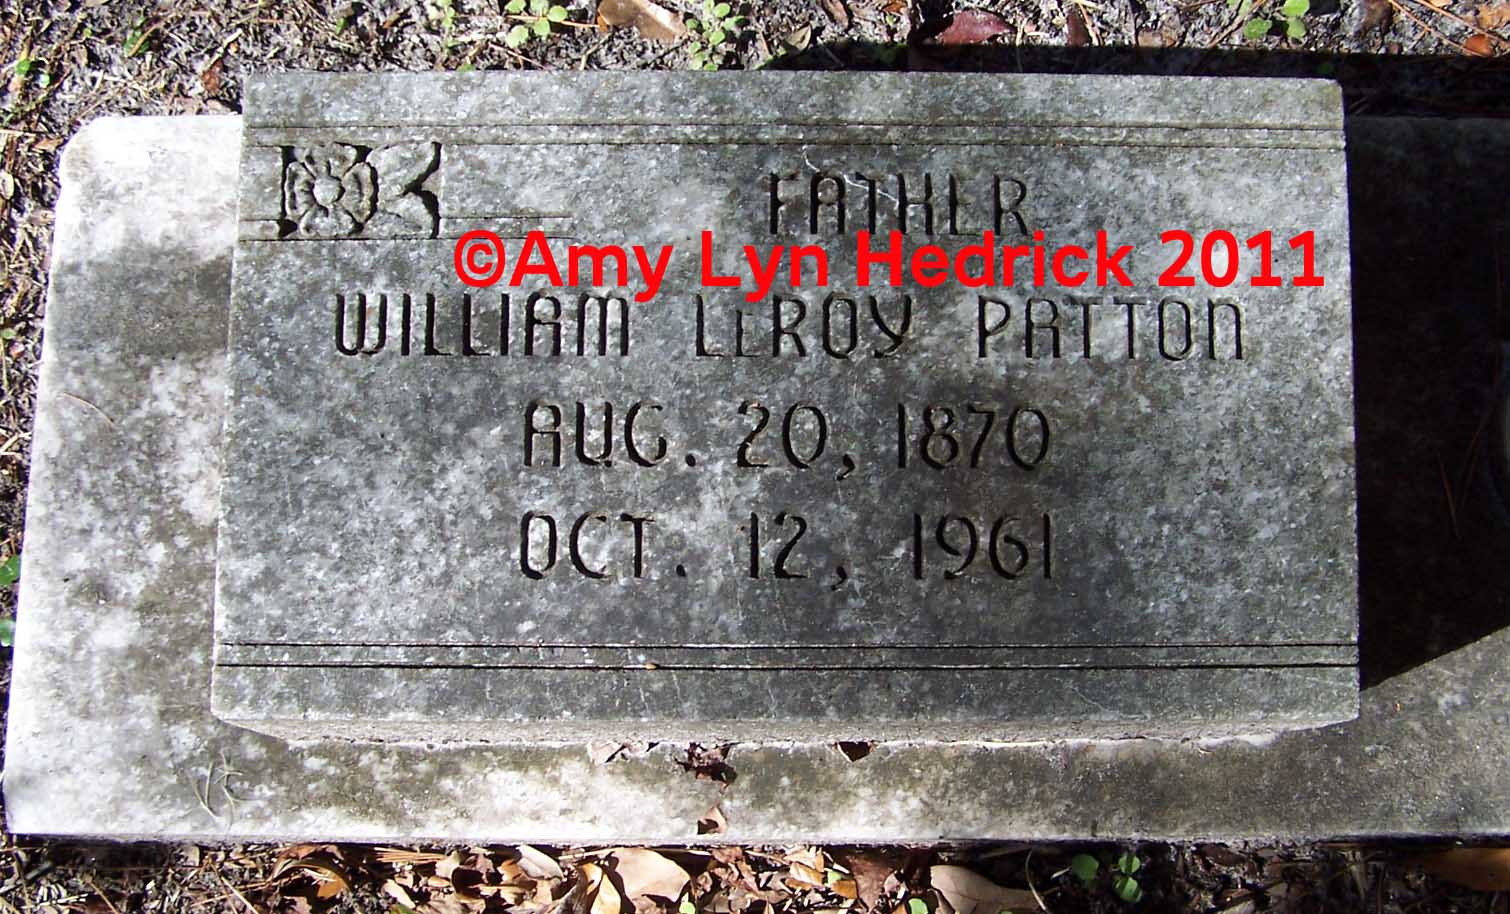 FATHER
©Amy Lyn Hedrick 2011
WILLIAM LeROY PATTON
AUG. 20, 1870
OCT. 12, 1961